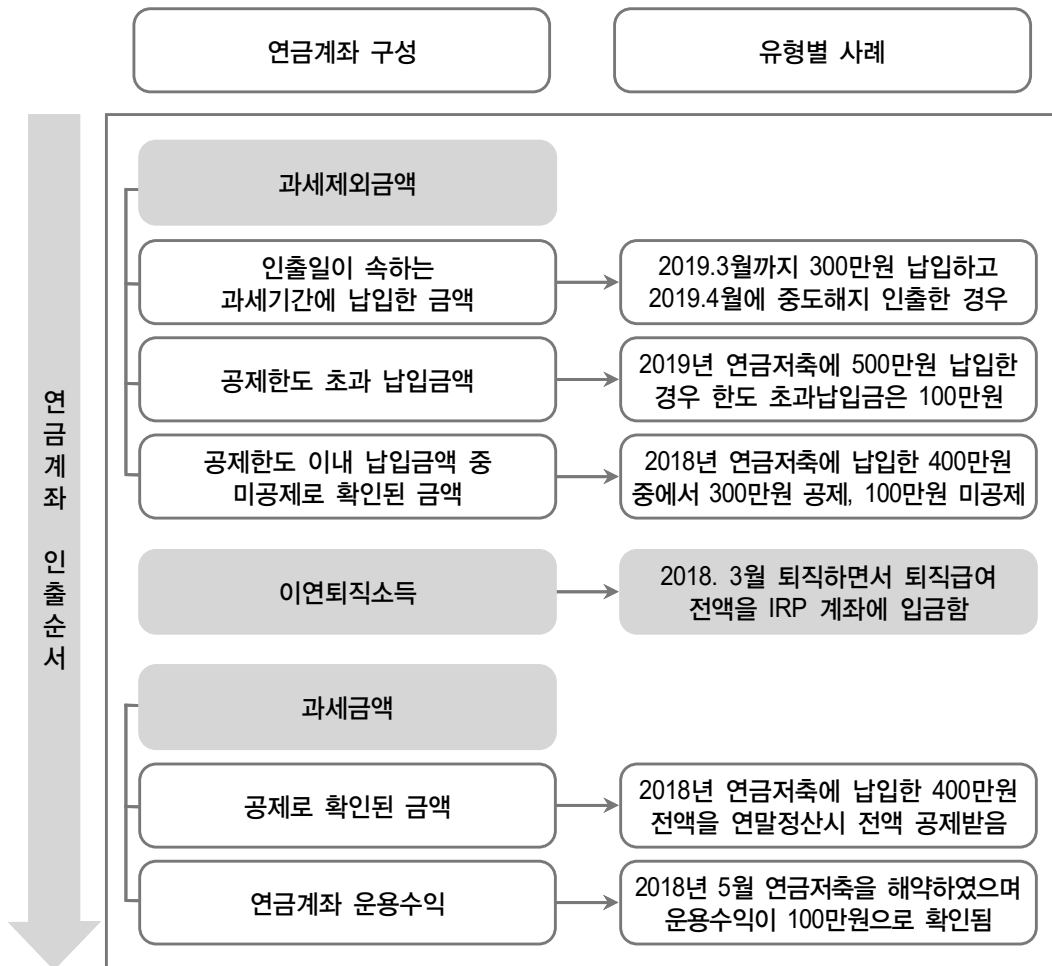 연금계좌 구성
유형별 사례
연금계좌 인출순서
과세제외금액
인출일이 속하는
과세기간에 납입한 금액
2019.3월까지 300만원 납입하고
2019.4월에 중도해지 인출한 경우
공제한도 초과 납입금액
2019년 연금저축에 500만원 납입한
경우 한도 초과납입금은 100만원
공제한도 이내 납입금액 중
미공제로 확인된 금액
2018년 연금저축에 납입한 400만원
중에서 300만원 공제, 100만원 미공제
이연퇴직소득
2018. 3월 퇴직하면서 퇴직급여
전액을 IRP 계좌에 입금함
과세금액
공제로 확인된 금액
2018년 연금저축에 납입한 400만원
전액을 연말정산시 전액 공제받음
연금계좌 운용수익
2018년 5월 연금저축을 해약하였으며
운용수익이 100만원으로 확인됨